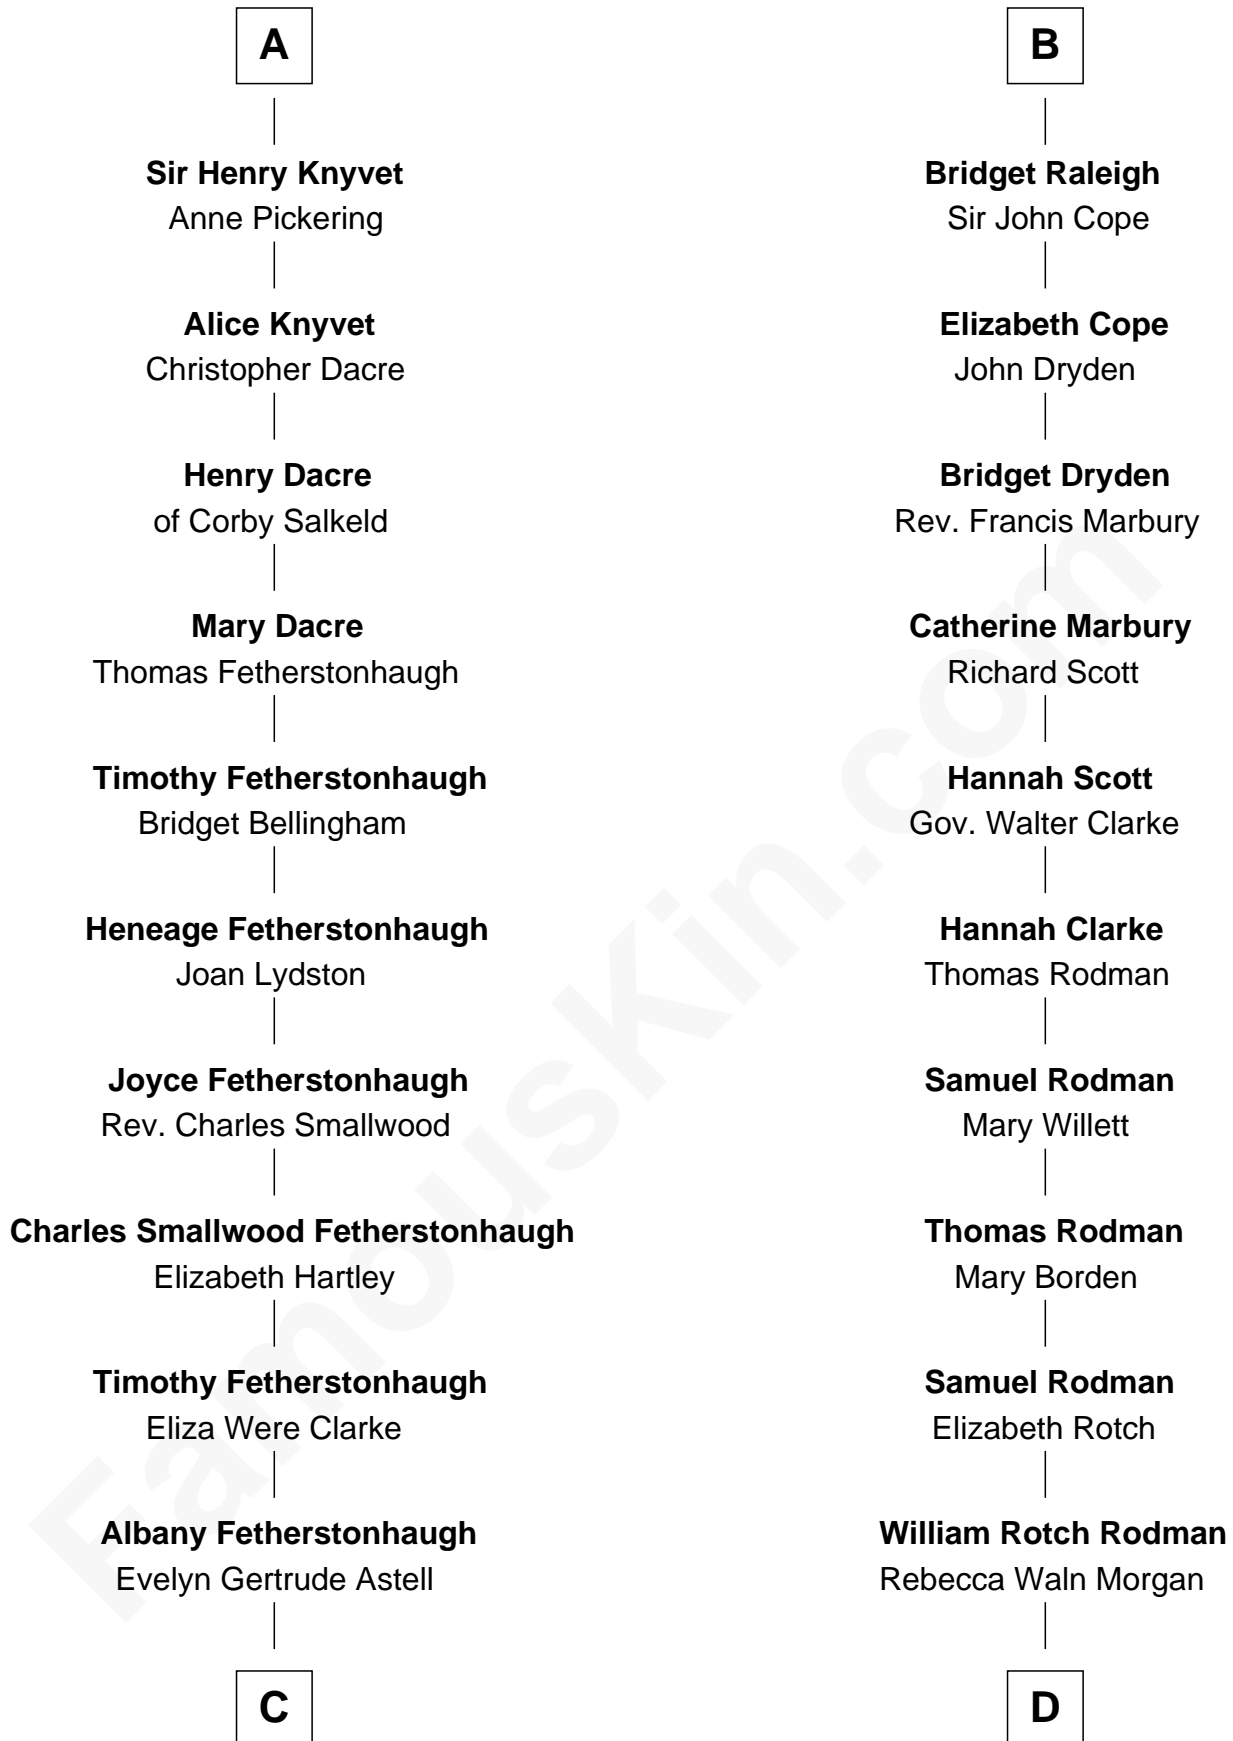 A
Sir Henry Knyvet
Anne Pickering
Alice Knyvet
Christopher Dacre
Henry Dacre
of Corby Salkeld
Mary Dacre
Thomas Fetherstonhaugh
Timothy Fetherstonhaugh
Bridget Bellingham
Heneage Fetherstonhaugh
Joan Lydston
Joyce Fetherstonhaugh
Rev. Charles Smallwood
Charles Smallwood Fetherstonhaugh
Elizabeth Hartley
Timothy Fetherstonhaugh
Eliza Were Clarke
Albany Fetherstonhaugh
Evelyn Gertrude Astell
C
B
Bridget Raleigh
Sir John Cope
Elizabeth Cope
John Dryden
Bridget Dryden
Rev. Francis Marbury
Catherine Marbury
Richard Scott
Hannah Scott
Gov. Walter Clarke
Hannah Clarke
Thomas Rodman
Samuel Rodman
Mary Willett
Thomas Rodman
Mary Borden
Samuel Rodman
Elizabeth Rotch
William Rotch Rodman
Rebecca Waln Morgan
D
FamousKin.com